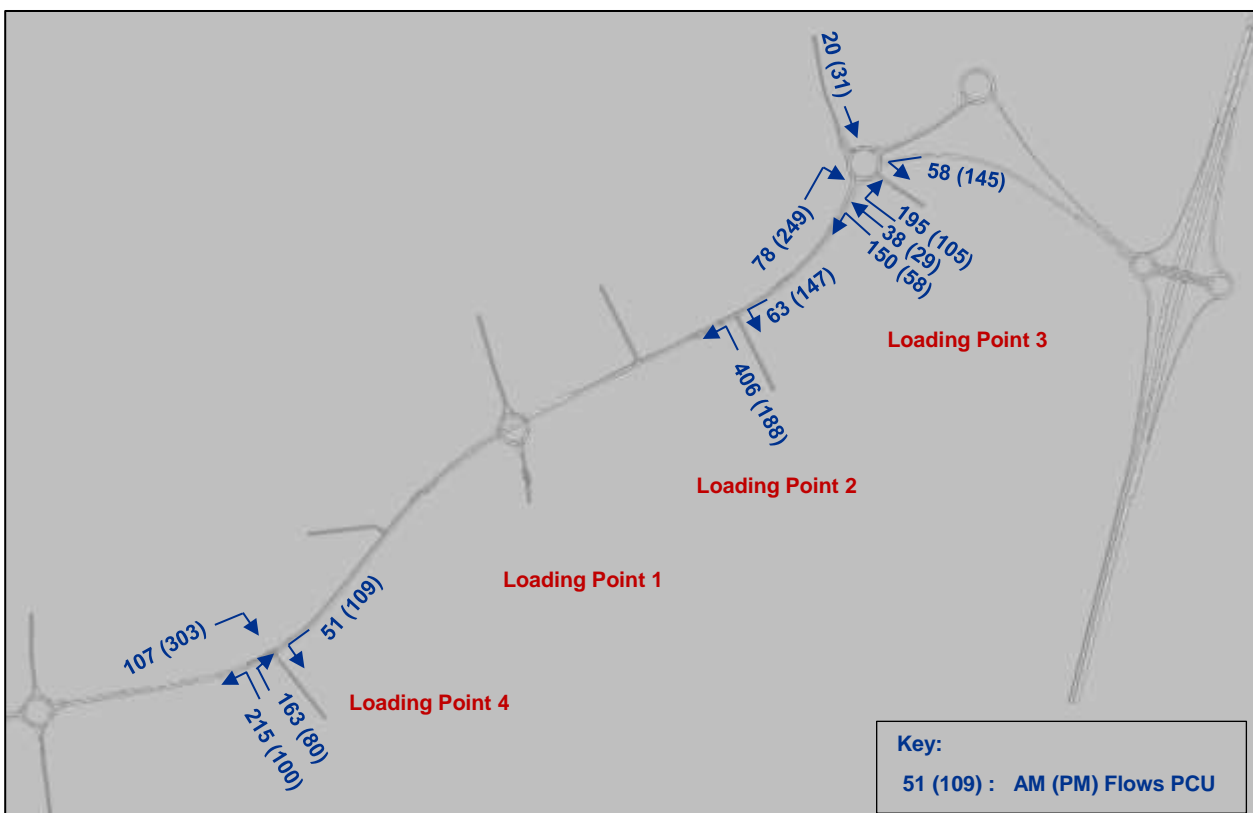 20 (31)
58 (145)
78 (249)
195 (105)
38 (29)
150 (58)
63 (147)
Loading Point 3
406 (188)
Loading Point 2
Loading Point 1
51 (109)
107 (303)
Loading Point 4
163 (80)
215 (100)
Key:
51 (109) : AM (PM) Flows PCU